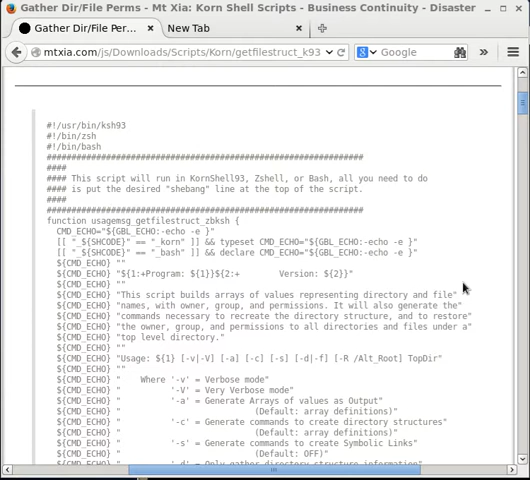 Gather Dir/File Perms - Mt Xia: Korn Shell Scripts - Business Continuity - Disaster
Gather Dir/File Per...
New Tab
mtxia.com/js/Downloads/Scripts/Korn/getfilestruct_k93
Google
#!/usr/bin/ksh93
#!/bin/zsh
#!/bin/bash
################################################################
####
#### This script will run in KornShell93, Zshell, or Bash, all you need to do
#### is put the desired "shebang" line at the top of the script.
####
################################################################
function usagemsg_getfilestruct_zbksh {
CMD_ECHO="${GBL_ECHO:-echo -e }"
[[ "_${SHCODE}" == "_korn" ]] && typeset CMD_ECHO="${GBL_ECHO:-echo -e }"
[[ "_${SHCODE}" == "_bash" ]] && declare CMD_ECHO="${GBL_ECHO:-echo -e }"
${CMD_ECHO} ""
${CMD_ECHO} "${1:+Program: ${1}}${2:+        Version: ${2}}"
${CMD_ECHO} ""
${CMD_ECHO} "This script builds arrays of values representing directory and file"
${CMD_ECHO} "names, with owner, group, and permissions. It will also generate the"
${CMD_ECHO} "commands necessary to recreate the directory structure, and to restore"
${CMD_ECHO} "the owner, group, and permissions to all directories and files under a"
${CMD_ECHO} "top level directory."
${CMD_ECHO} ""
${CMD_ECHO} "Usage: ${1} [-v|-V] [-a] [-c] [-s] [-d|-f] [-R /Alt_Root] TopDir"
${CMD_ECHO} ""
${CMD_ECHO} "    Where '-v' = Verbose mode"
${CMD_ECHO} "          '-V' = Very Verbose mode"
${CMD_ECHO} "          '-a' = Generate Arrays of values as Output"
${CMD_ECHO} "                 (Default: array definitions)"
${CMD_ECHO} "          '-c' = Generate commands to create directory structures"
${CMD_ECHO} "                 (Default: array definitions)"
${CMD_ECHO} "          '-s' = Generate commands to create Symbolic Links"
${CMD_ECHO} "                 (Default: OFF)"
${CMD_ECHO} "          '-d' = Only gather directory structure information"